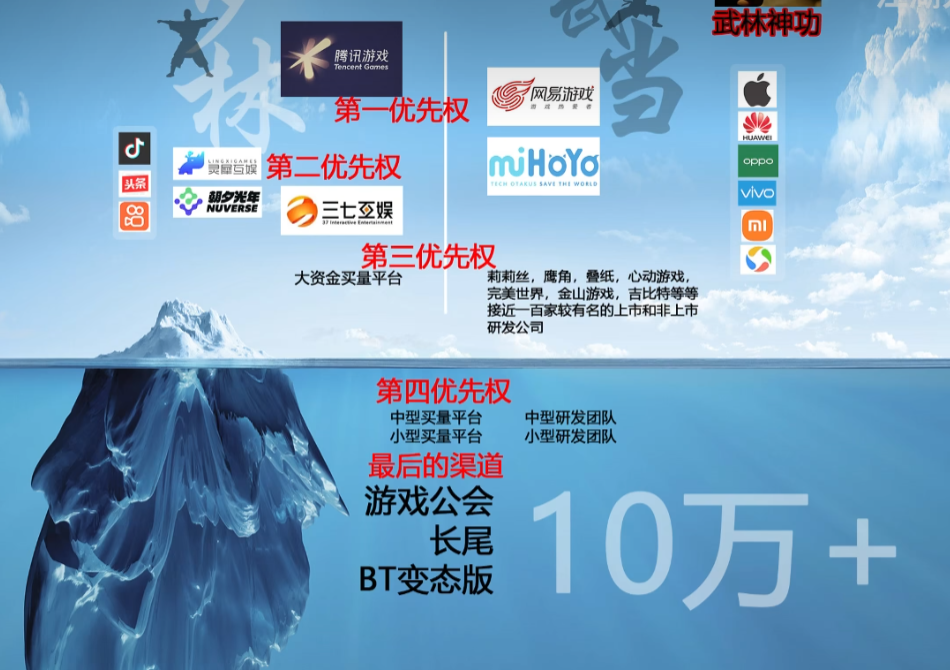 武林神功
少林
武当
腾讯游戏
Tencent Games
第一优先权
网易游戏
游戏热爱者
miHoYo
TECH OTAKUS SAVE THE WORLD
HUAWEI
oppo
vivo
mi
头条
LINGXIGAMES
灵犀互娱
第二优先权
朝夕光年
NUVERSE
三七互娱
37 Interactive Entertainment
第三优先权
大资金买量平台
莉莉丝，鹰角，叠纸，心动游戏，
完美世界，金山游戏，吉比特等等
接近一百家较有名的上市和非上市
研发公司
第四优先权
中型买量平台
中型研发团队
小型买量平台
小型研发团队
最后的渠道
游戏公会
长尾
BT变态版
10万+